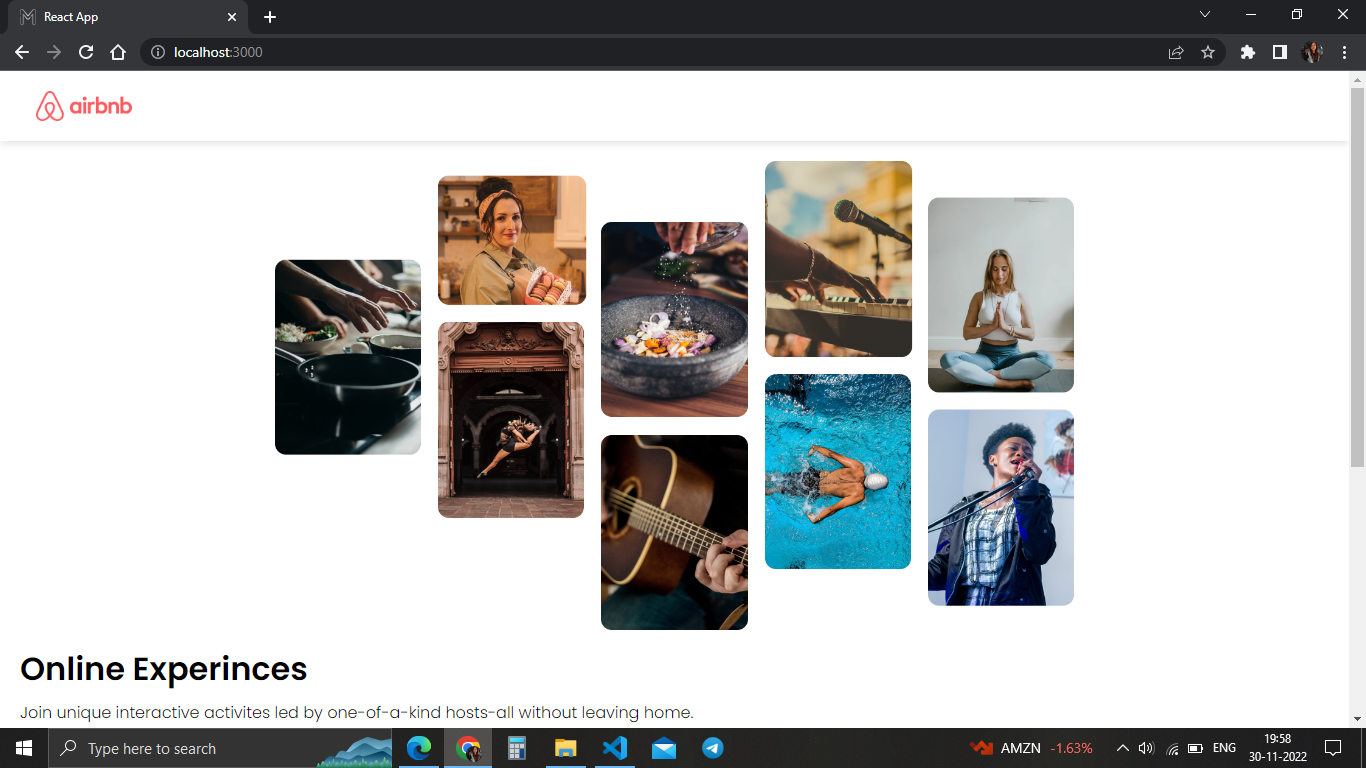 React App
localhost:3000
airbnb
Online Experinces
Join unique interactive activites led by one-of-a-kind hosts-all without leaving home.
Type here to search
AMZN -1.63%
ENG
19:58
30-11-2022